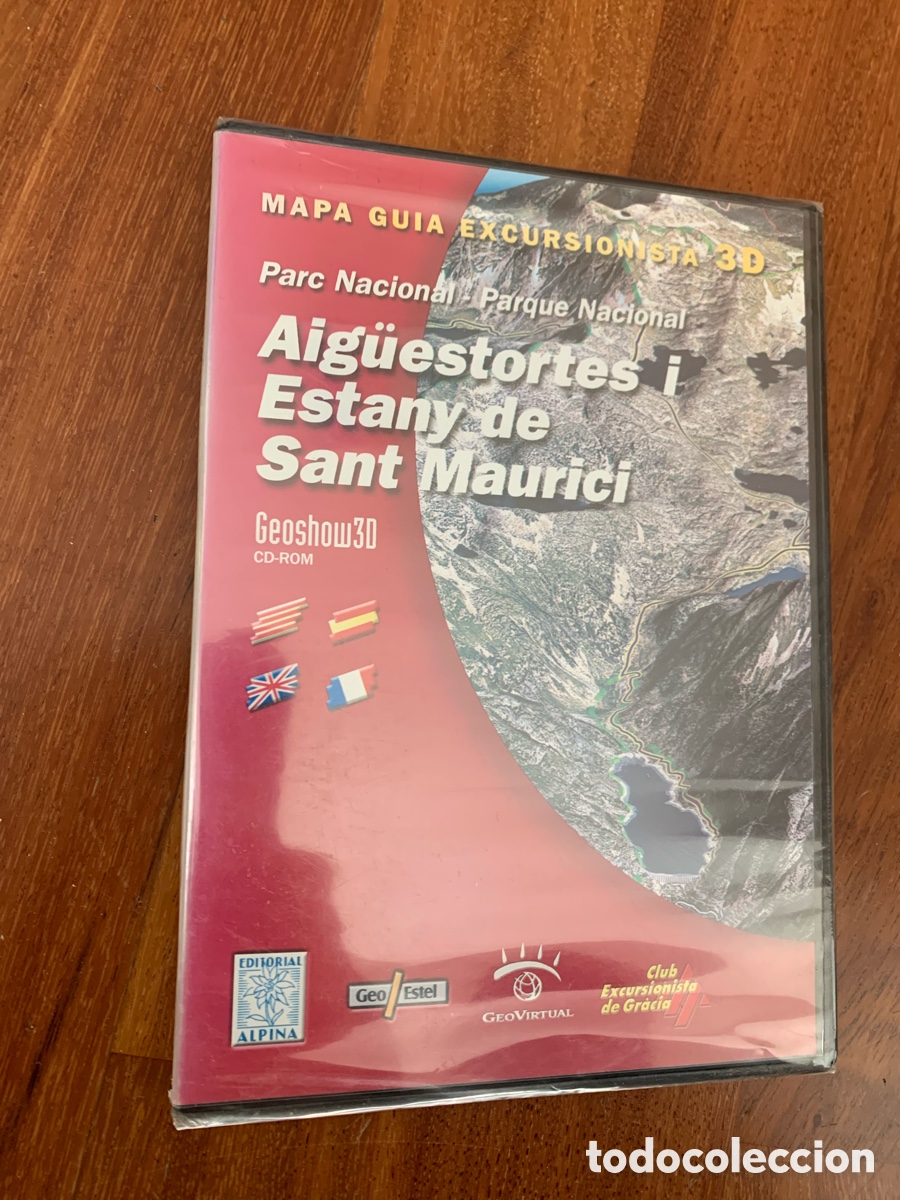 MAPA GUIA EXCURSIONISTA 3D
Parc Nacional - Parque Nacional
Aigüestortes i
Estany de
Sant Maurici
Geoshow3D
CD-ROM
EDITORIAL
ALPINA
Geo Estel
GEOVIRTUAL
Club
Excursionista
de Gràcia
todocoleccion